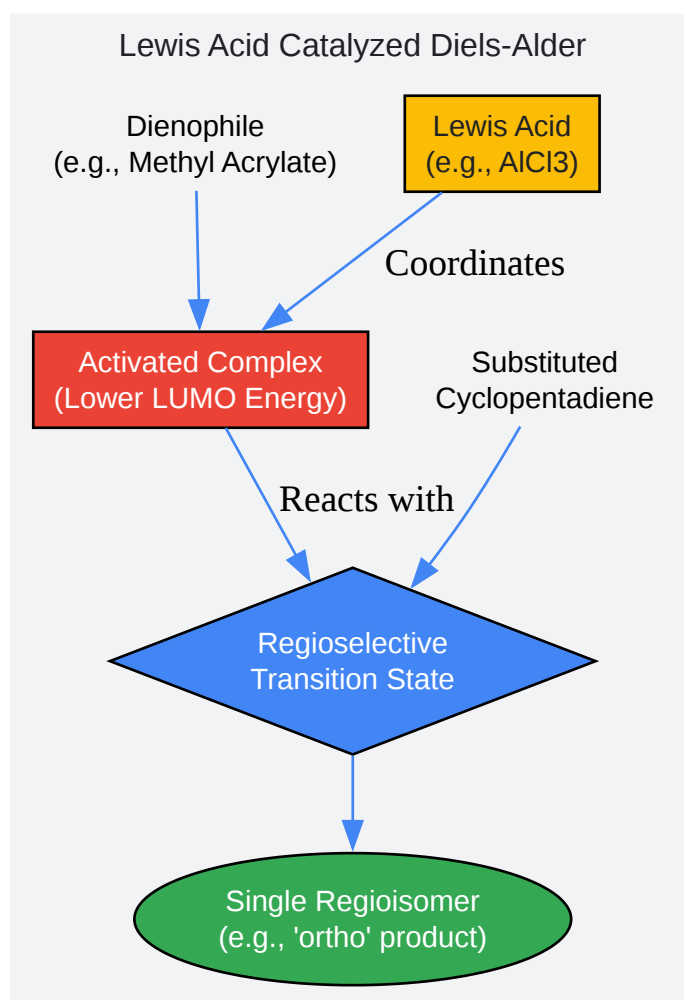 Lewis Acid Catalyzed Diels-Alder
Dienophile
(e.g., Methyl Acrylate)
Lewis Acid
(e.g., AlCl3)
Coordinates
Activated Complex
(Lower LUMO Energy)
Substituted
Cyclopentadiene
Reacts with
Regioselective
Transition State
Single Regioisomer
(e.g., 'ortho' product)